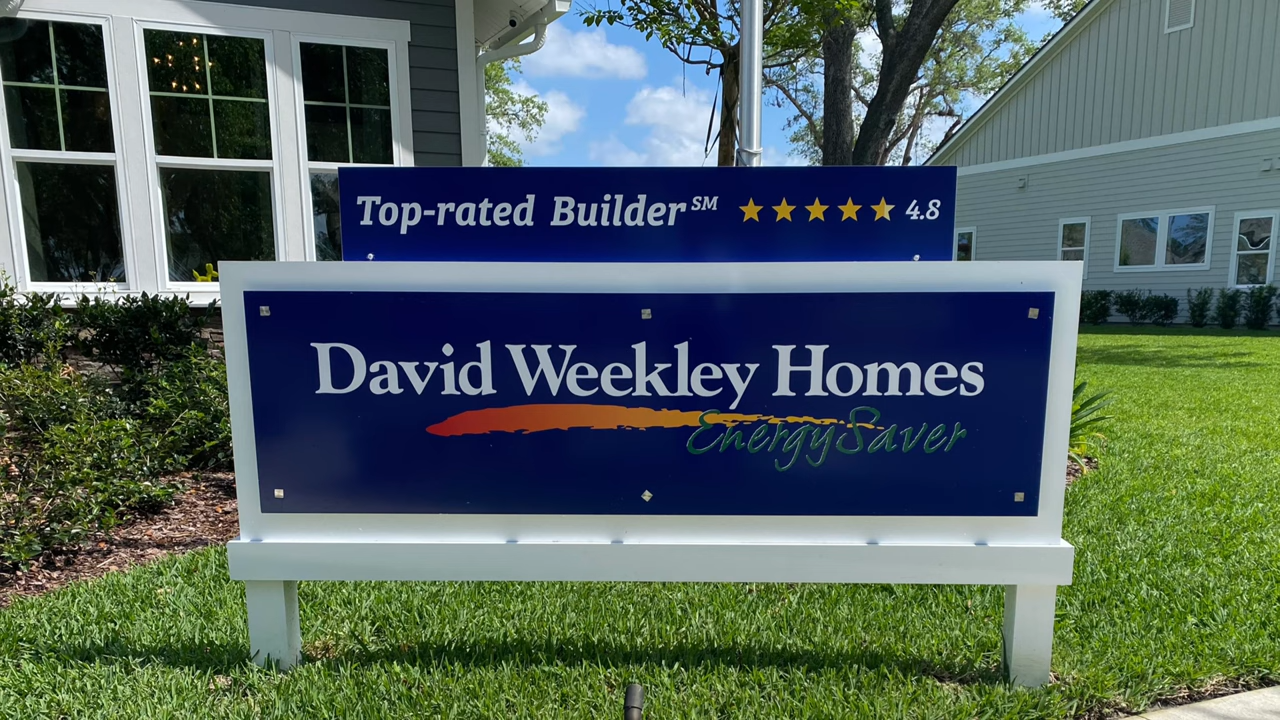 Top-rated Builder℠ ★★★★★ 4.8
David Weekley Homes
EnergySaver